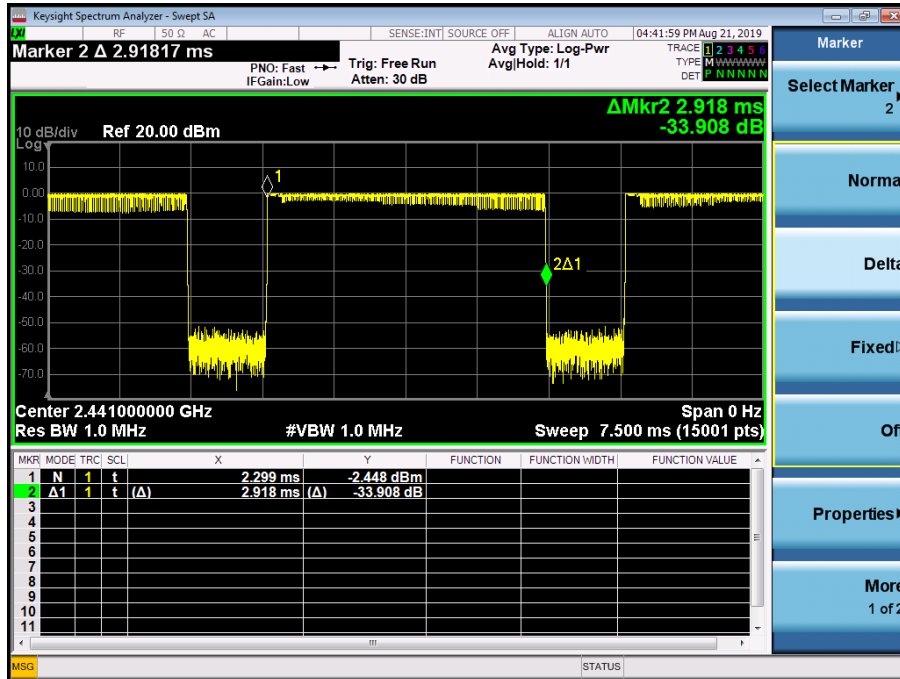 Keysight Spectrum Analyzer - Swept SA
LXI RF 50 Ω AC SENSE:INT SOURCE OFF ALIGN AUTO 04:41:59 PM Aug 21, 2019
Marker 2 Δ 2.91817 ms
PNO: Fast
IFGain:Low
Trig: Free Run
Atten: 30 dB
Avg Type: Log-Pwr
Avg|Hold: 1/1
TRACE 1 2 3 4 5 6
TYPE M W W W W W
DET P N N N N N
ΔMkr2 2.918 ms
-33.908 dB
10 dB/div Ref 20.00 dBm
Log
10.0
0.00
-10.0
-20.0
-30.0
-40.0
-50.0
-60.0
-70.0
1
2Δ1
Center 2.441000000 GHz Span 0 Hz
Res BW 1.0 MHz #VBW 1.0 MHz Sweep 7.500 ms (15001 pts)
MKR MODE TRC SCL X Y FUNCTION FUNCTION WIDTH FUNCTION VALUE
1 N 1 t 2.299 ms -2.448 dBm
2 Δ1 1 t (Δ) 2.918 ms (Δ) -33.908 dB
3
4
5
6
7
8
9
10
11
MSG STATUS
Marker
Select Marker
2
Norma
Delta
Fixed
Of
Properties
More
1 of 2